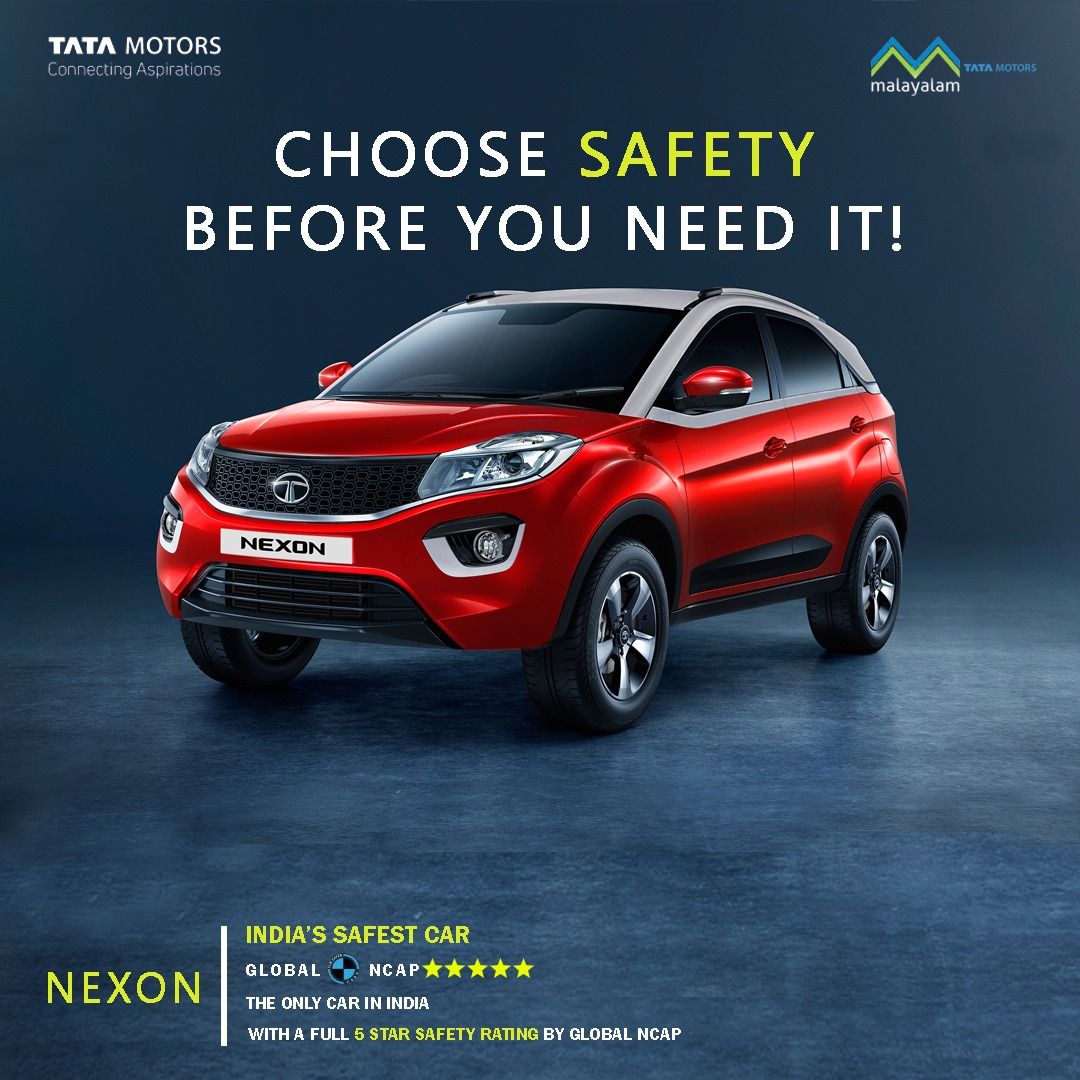 TATA MOTORS
Connecting Aspirations
malayalam TATA MOTORS
CHOOSE SAFETY
BEFORE YOU NEED IT!
NEXON
NEXON
INDIA'S SAFEST CAR
GLOBAL NCAP★★★★★
THE ONLY CAR IN INDIA
WITH A FULL 5 STAR SAFETY RATING BY GLOBAL NCAP